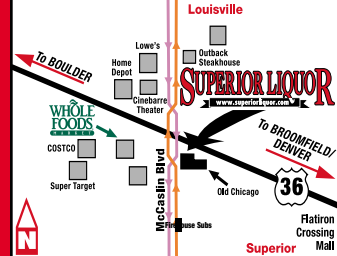 Louisville
Lowe's
To BOULDER
Home
Depot
Outback
Steakhouse
SUPERIOR LIQUOR
www.superiorliquor.com
Cinebarre
Theater
WHOLE
FOODS
MARKET
COSTCO
To BROOMFIELD/
DENVER
Super Target
McCaslin Blvd
Old Chicago
36
Firehouse Subs
Flatiron
Crossing
Mall
N
Superior